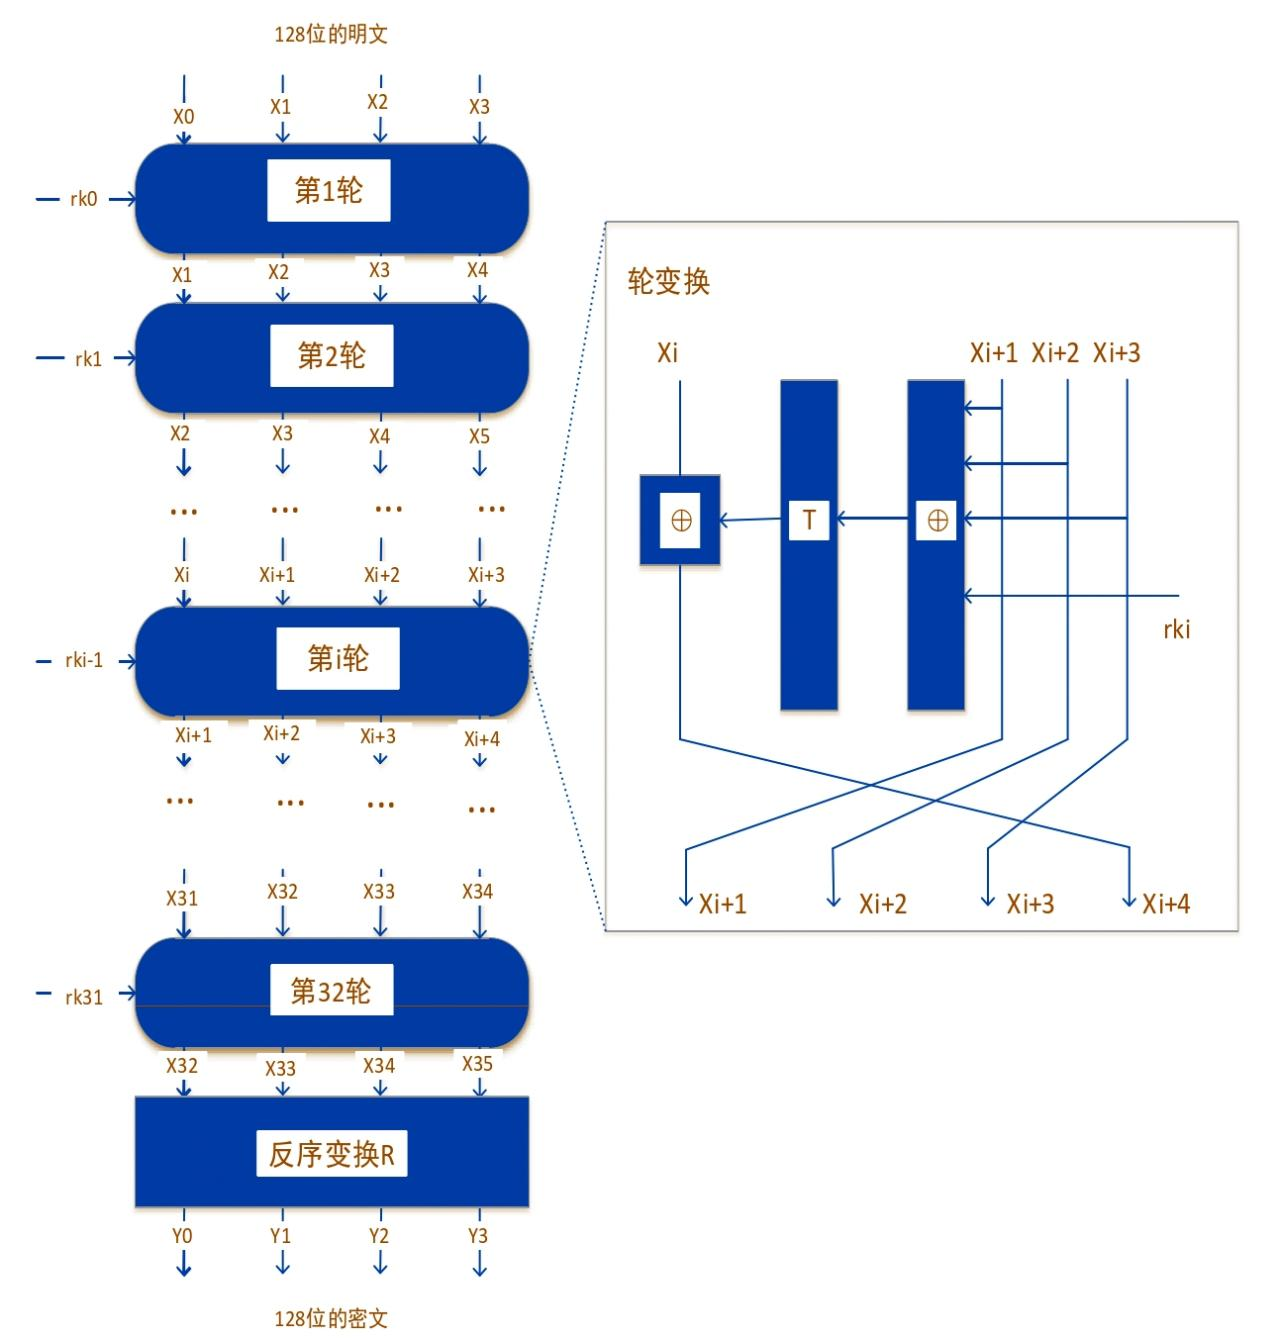 128位的明文
X0 X1 X2 X3
rk0 第1轮
X1 X2 X3 X4
rk1 第2轮
X2 X3 X4 X5
... ... ... ...
Xi Xi+1 Xi+2 Xi+3
rki-1 第i轮
Xi+1 Xi+2 Xi+3 Xi+4
... ... ... ...
X31 X32 X33 X34
rk31 第32轮
X32 X33 X34 X35
反序变换R
Y0 Y1 Y2 Y3
128位的密文
轮变换
Xi Xi+1 Xi+2 Xi+3
⊕ T ⊕
rki
Xi+1 Xi+2 Xi+3 Xi+4